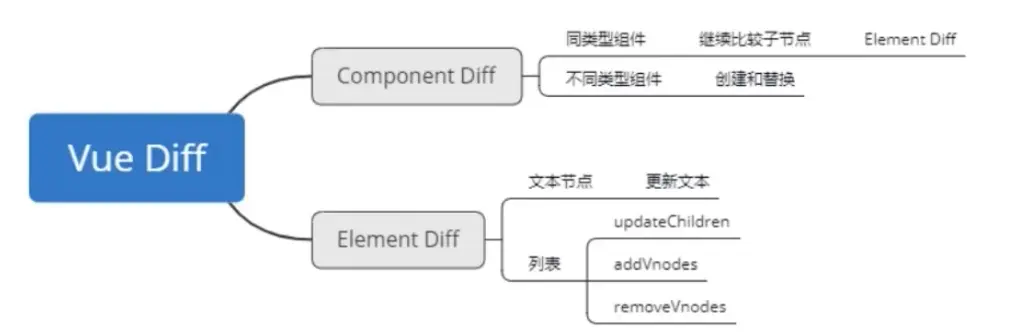 Vue Diff
Component Diff
同类型组件 继续比较子节点 Element Diff
不同类型组件 创建和替换
Element Diff
文本节点 更新文本
列表
updateChildren
addVnodes
removeVnodes